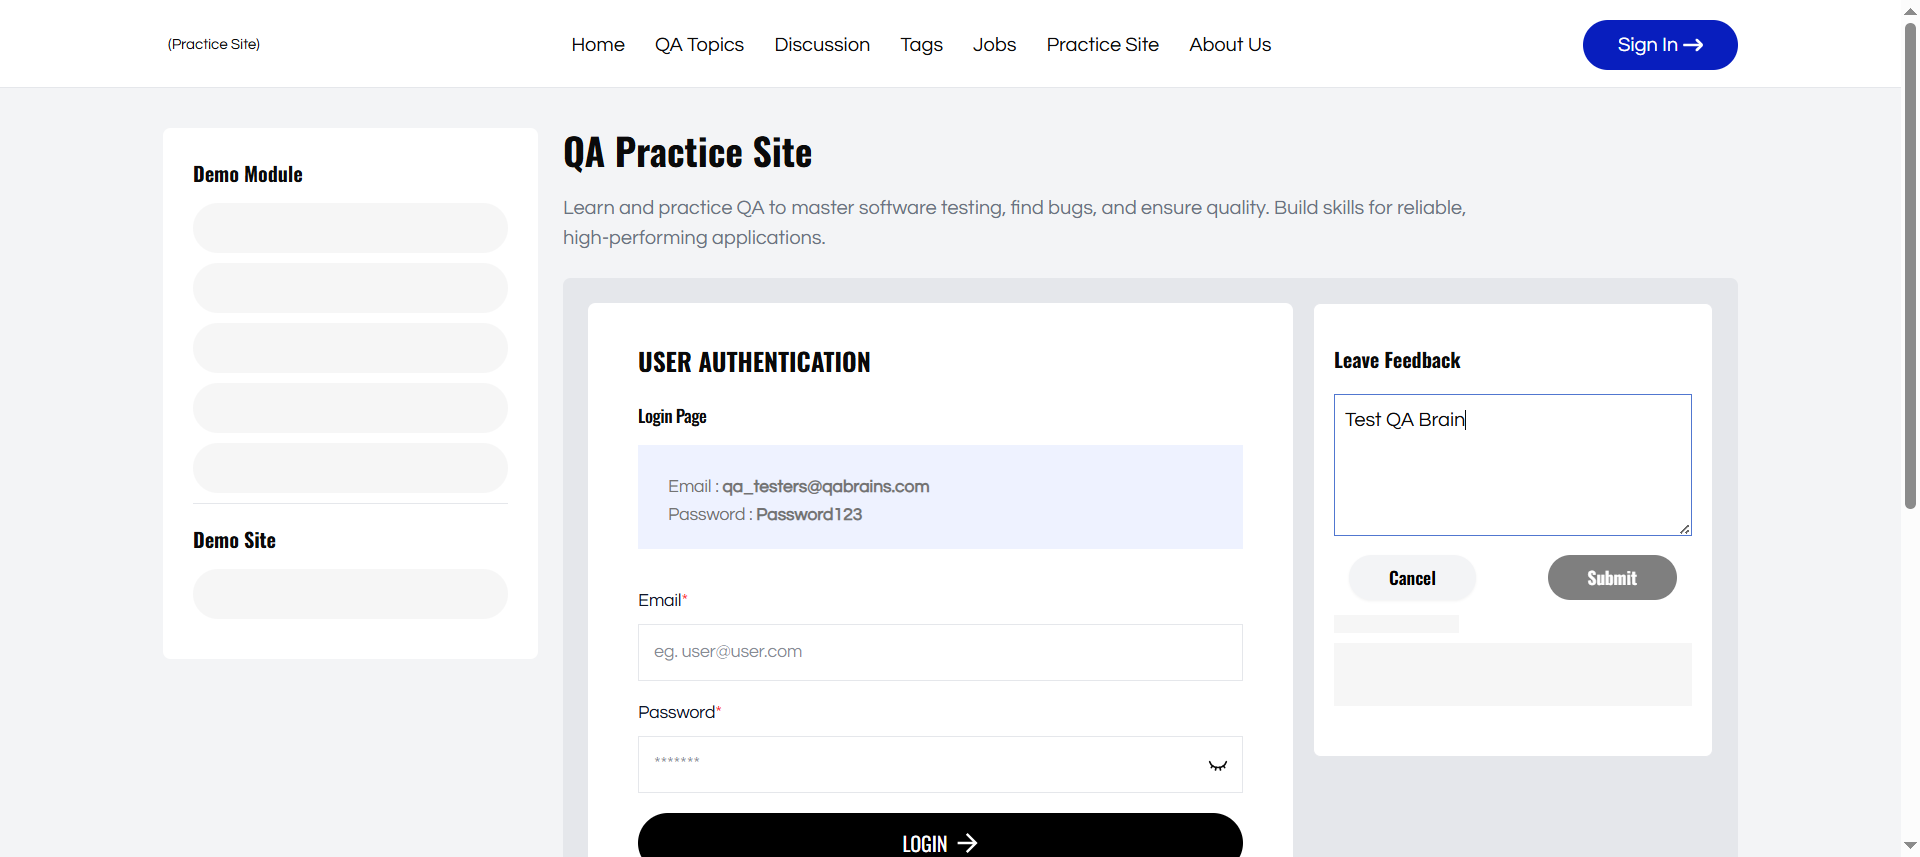 (Practice Site)
Home
QA Topics
Discussion
Tags
Jobs
Practice Site
About Us
Sign In
Demo Module
Demo Site
QA Practice Site
Learn and practice QA to master software testing, find bugs, and ensure quality. Build skills for reliable,
high-performing applications.
USER AUTHENTICATION
Login Page
Email : qa_testers@qabrains.com
Password : Password123
Email*
eg. user@user.com
Password*
*******
LOGIN
Leave Feedback
Test QA Brain
Cancel
Submit